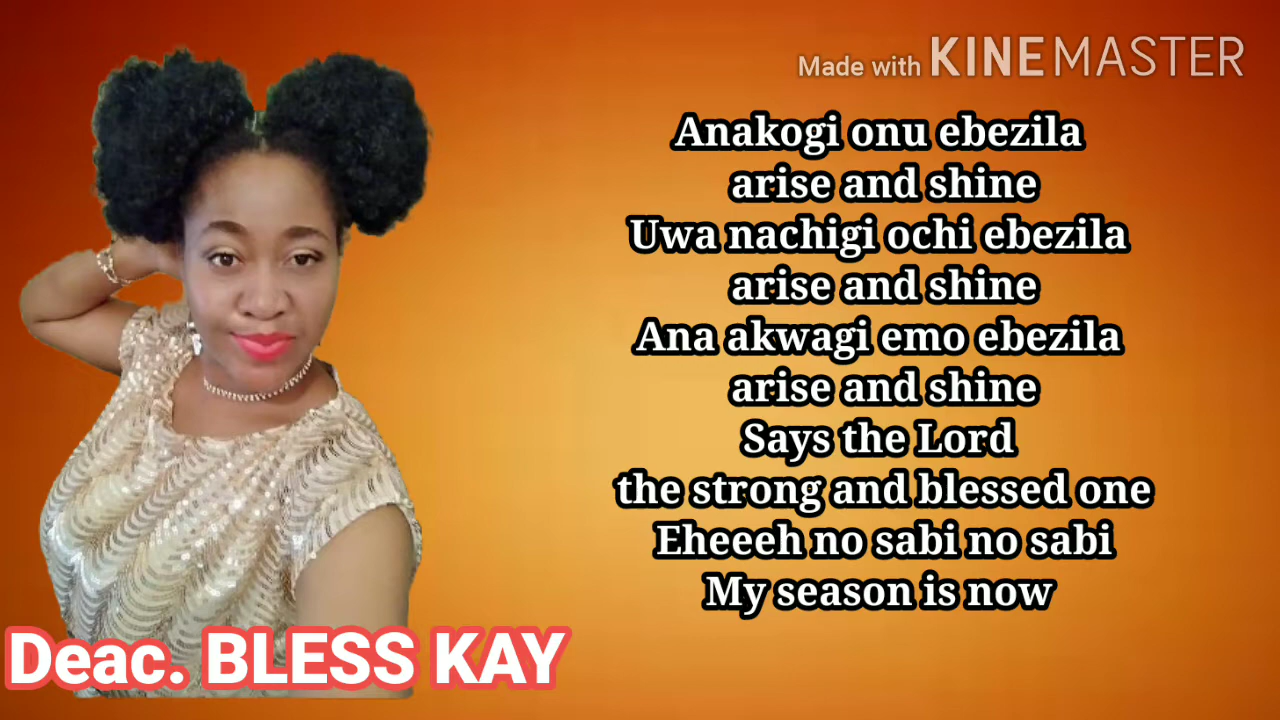 Made with KINEMASTER
Anakogi onu ebezila
arise and shine
Uwa nachigi ochi ebezila
arise and shine
Ana akwagi emo ebezila
arise and shine
Says the Lord
the strong and blessed one
Eheeeh no sabi no sabi
My season is now
Deac. BLESS KAY